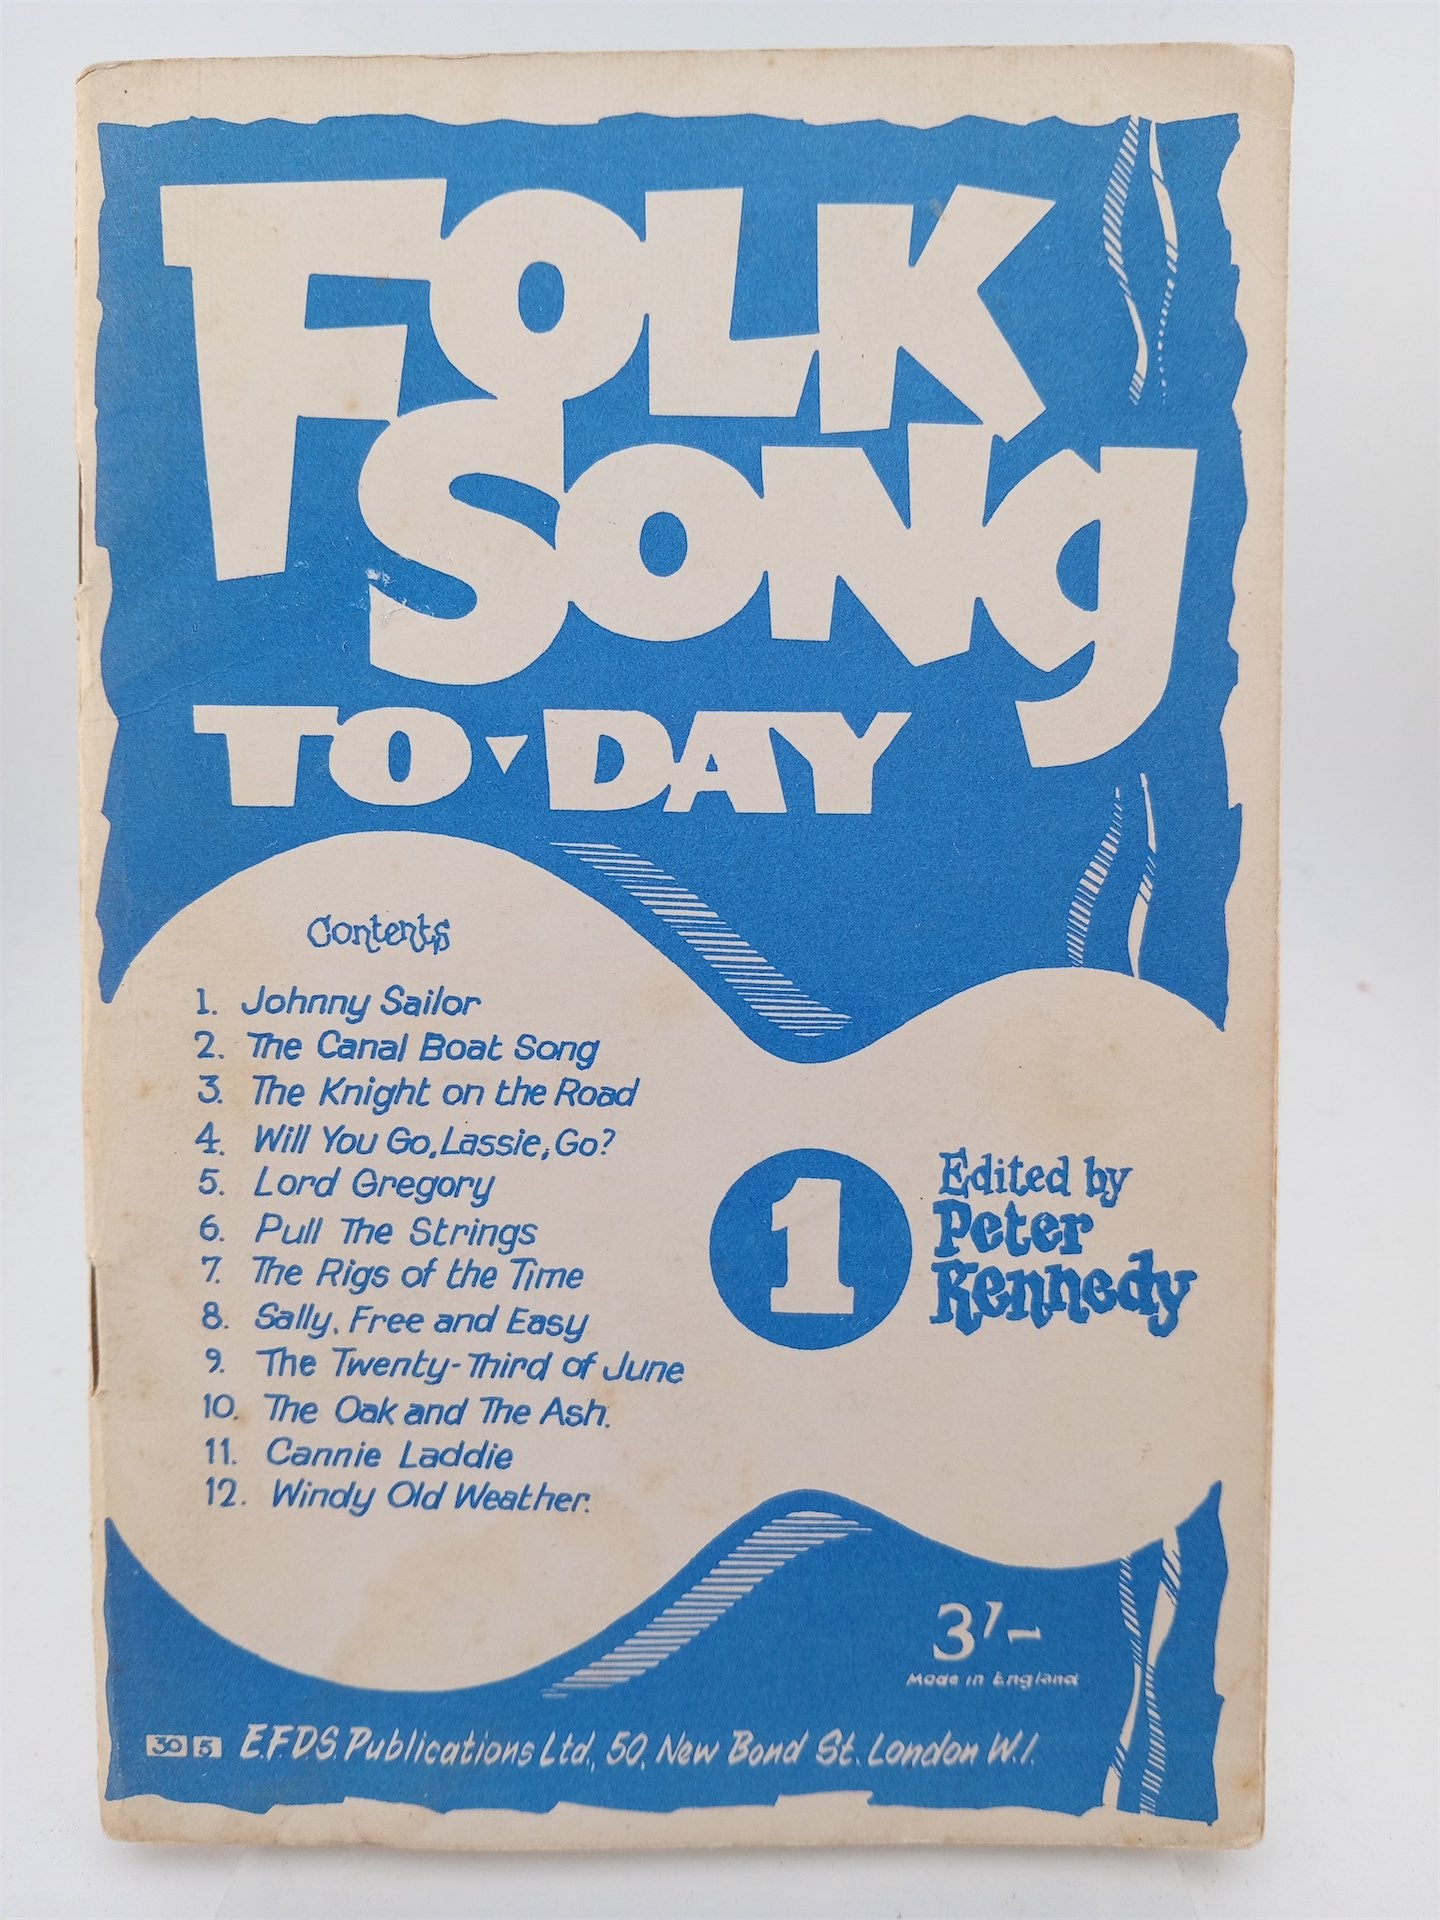 FOLK
SONg
TO-DAY
Contents
1. Johnny Sailor
2. The Canal Boat Song
3. The Knight on the Road
4. Will You Go, Lassie, Go?
5. Lord Gregory
6. Pull The Strings
7. The Rigs of the Time
8. Sally, Free and Easy
9. The Twenty-Third of June
10. The Oak and The Ash.
11. Cannie Laddie
12. Windy Old Weather.
1
Edited by
Peter
Kennedy
3/-
Made in England
30 5 E.F.D.S. Publications Ltd., 50, New Bond St. London W.1.